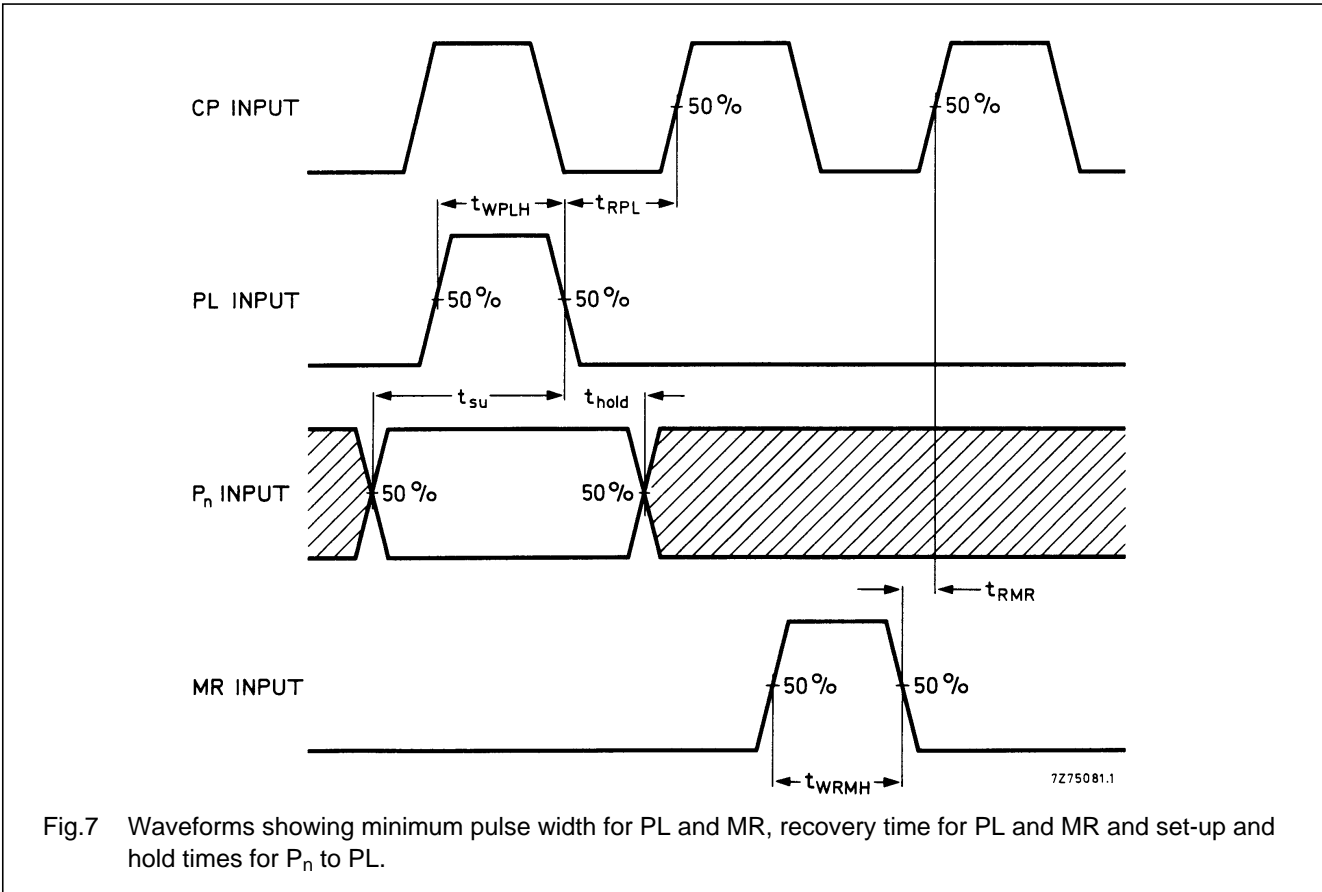 CP INPUT
50%
50%
tWPLH
tRPL
PL INPUT
50%
50%
tsu
thold
Pn INPUT
50%
50%
tRMR
MR INPUT
50%
50%
tWRMH
7Z75081.1
Fig.7 Waveforms showing minimum pulse width for PL and MR, recovery time for PL and MR and set-up and
hold times for Pn to PL.